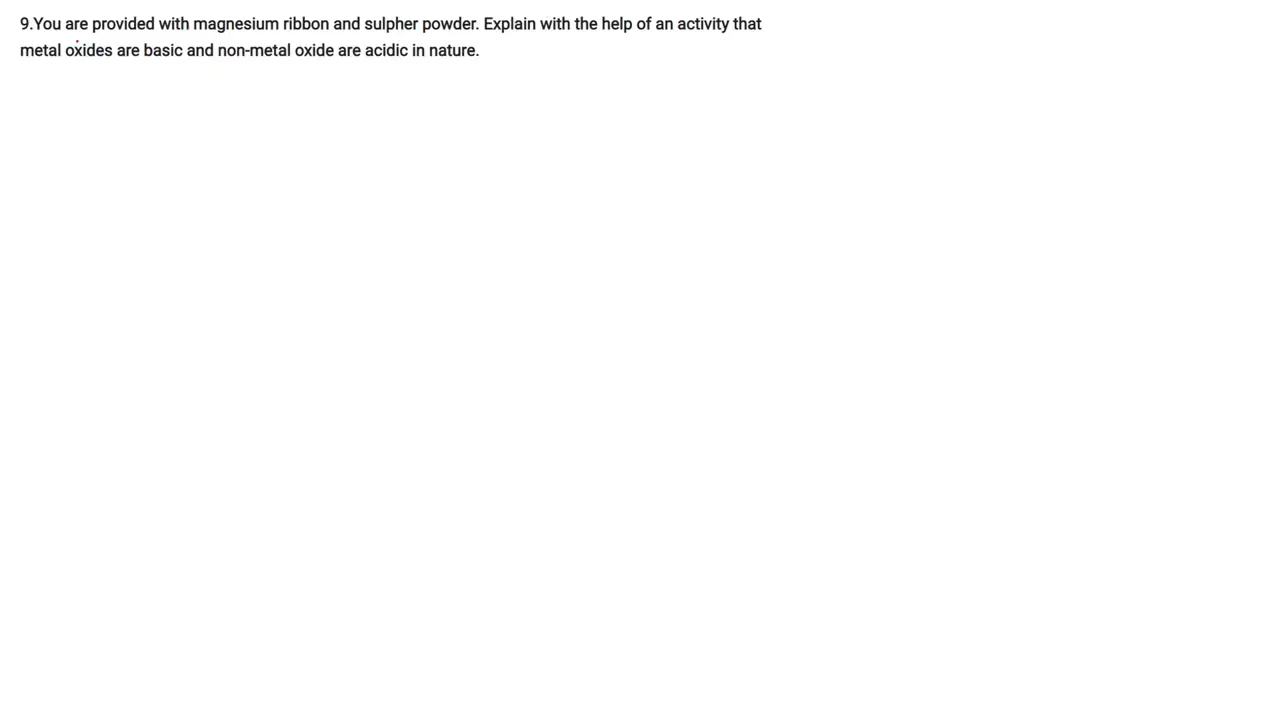 9.You are provided with magnesium ribbon and sulpher powder. Explain with the help of an activity that
metal oxides are basic and non-metal oxide are acidic in nature.